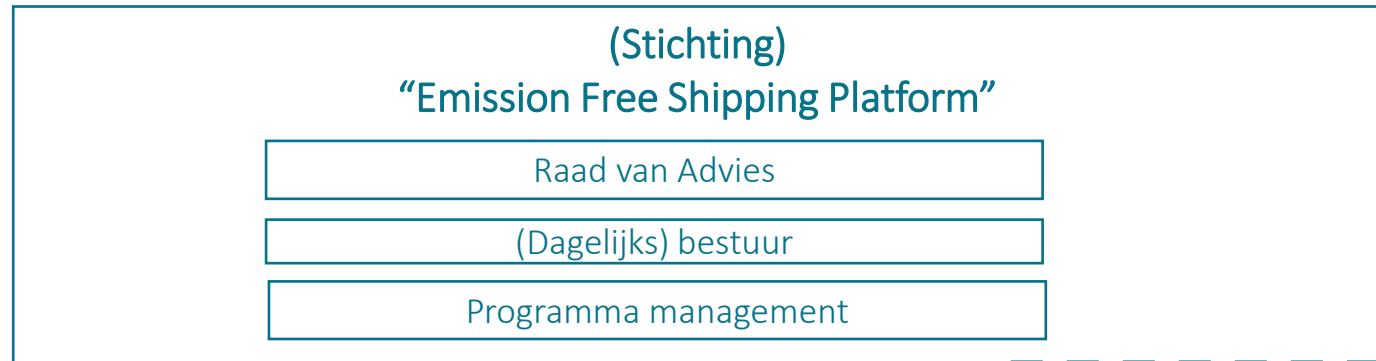 (Stichting)
“Emission Free Shipping Platform”
Raad van Advies
(Dagelijks) bestuur
Programma management